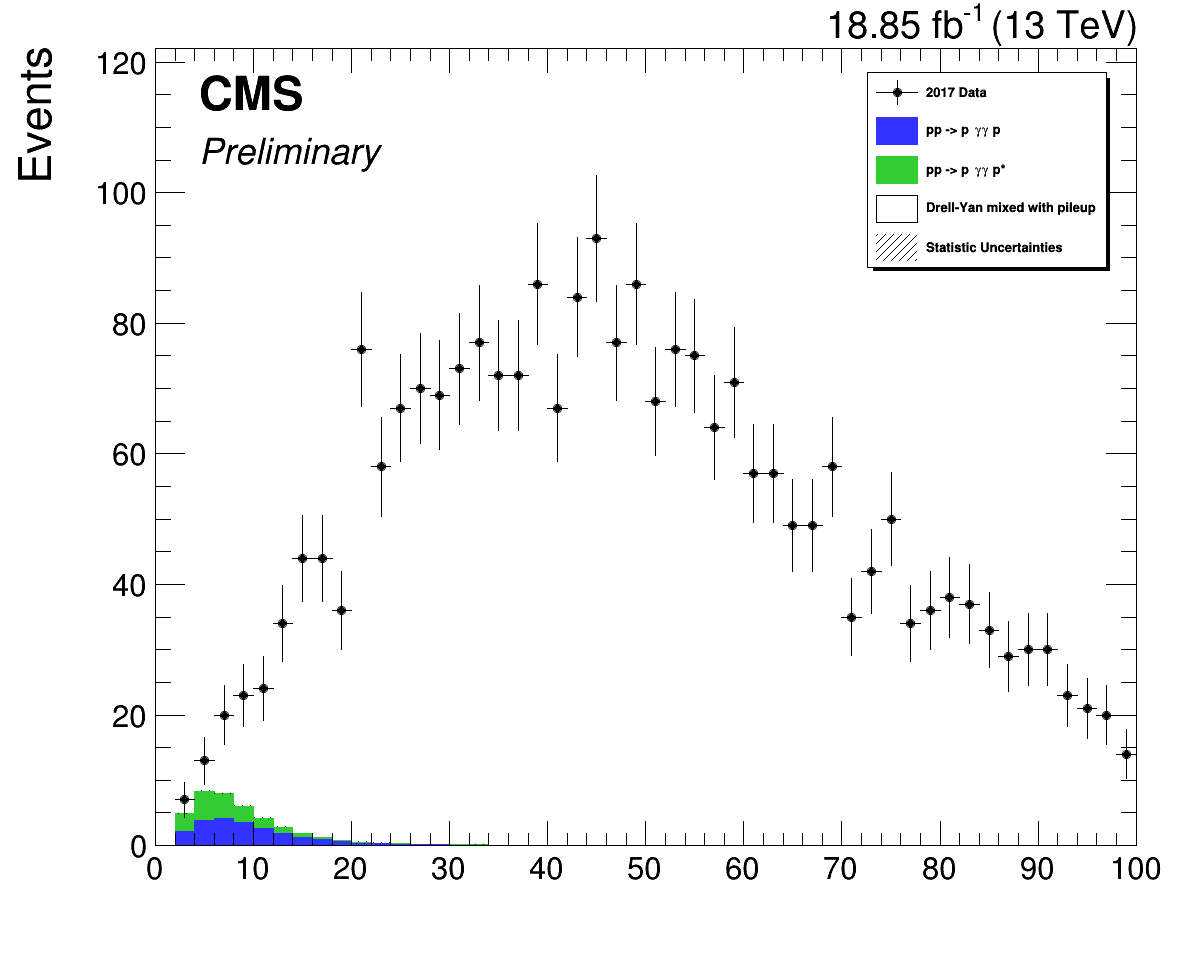 18.85 fb-1 (13 TeV)
Events
CMS
Preliminary
2017 Data
pp -> p γγ p
pp -> p γγ p*
Drell-Yan mixed with pileup
Statistic Uncertainties
120
100
80
60
40
20
0
0 10 20 30 40 50 60 70 80 90 100